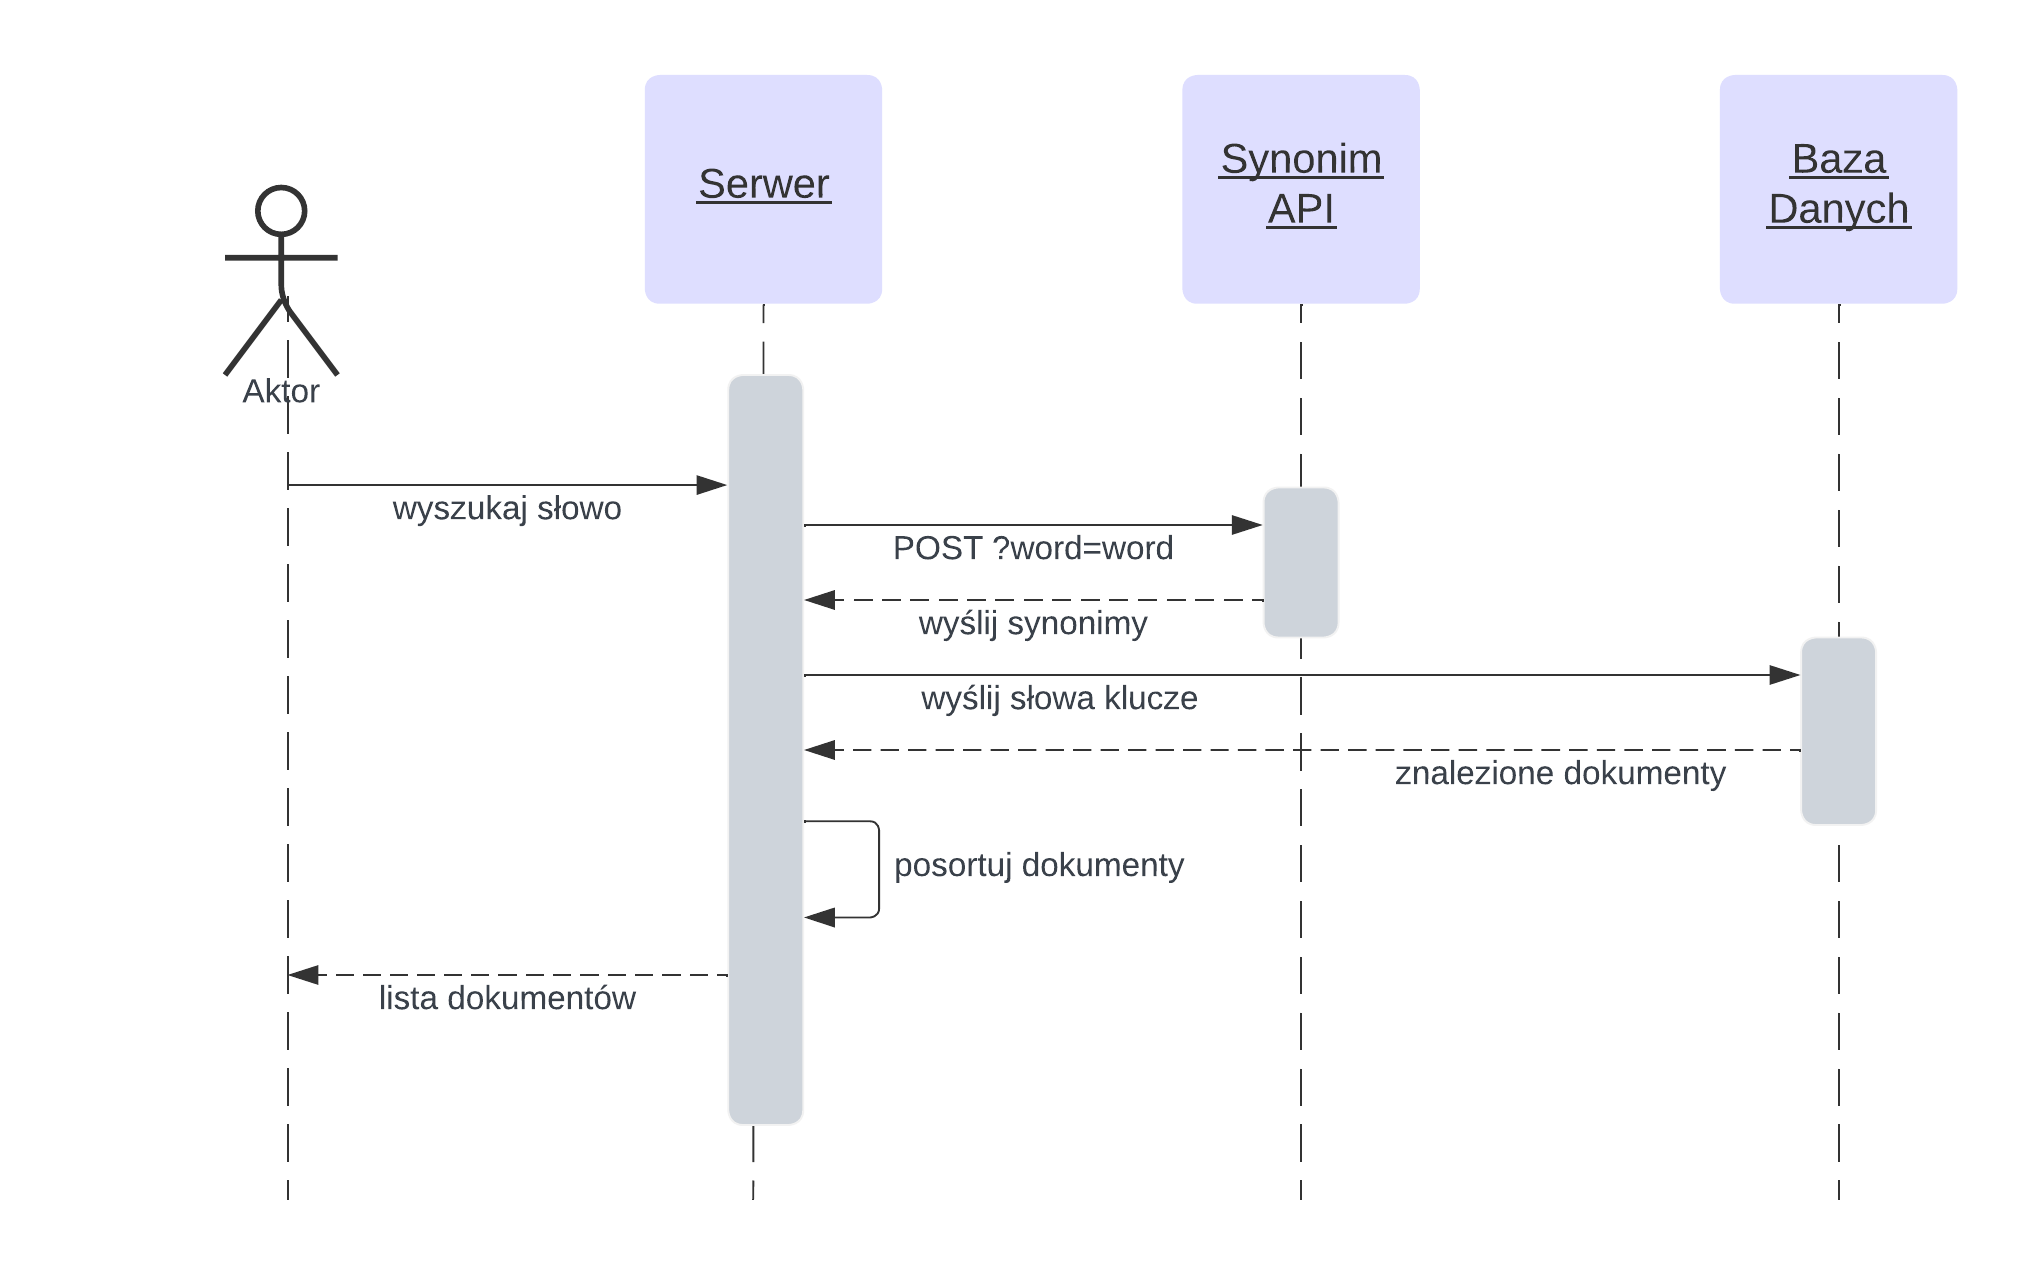 Serwer
Synonim
API
Baza
Danych
Aktor
wyszukaj słowo
POST ?word=word
wyślij synonimy
wyślij słowa klucze
znalezione dokumenty
posortuj dokumenty
lista dokumentów